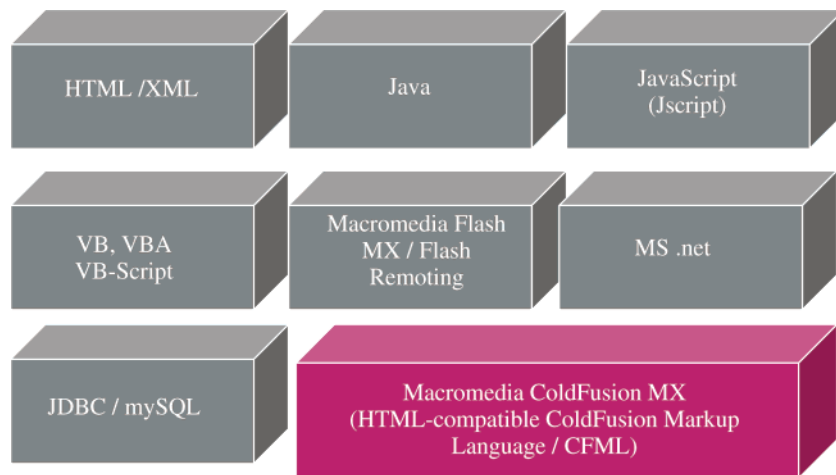 HTML /XML
Java
JavaScript
(Jscript)
VB, VBA
VB-Script
Macromedia Flash
MX / Flash
Remoting
MS .net
JDBC / mySQL
Macromedia ColdFusion MX
(HTML-compatible ColdFusion Markup
Language / CFML)